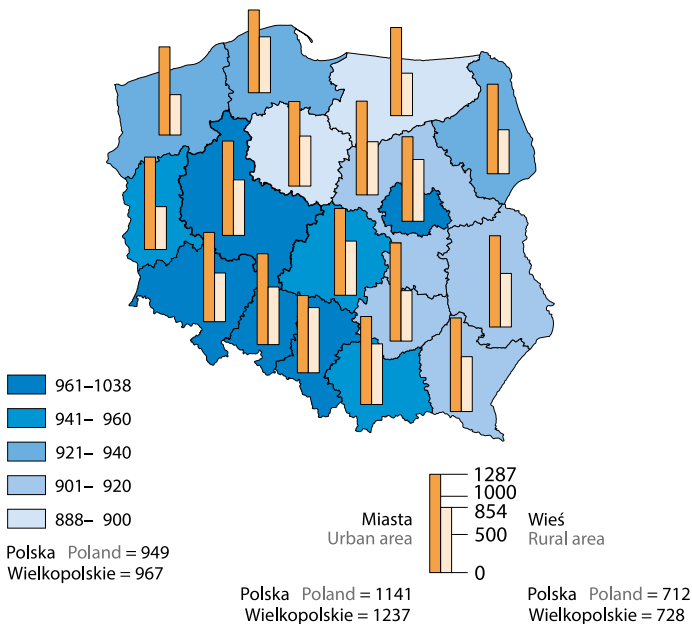 961–1038
941– 960
921– 940
901– 920
888– 900
Polska Poland = 949
Wielkopolskie = 967
Miasta
Urban area
1287
1000
854
500
0
Wieś
Rural area
Polska Poland = 1141
Wielkopolskie = 1237
Polska Poland = 712
Wielkopolskie = 728